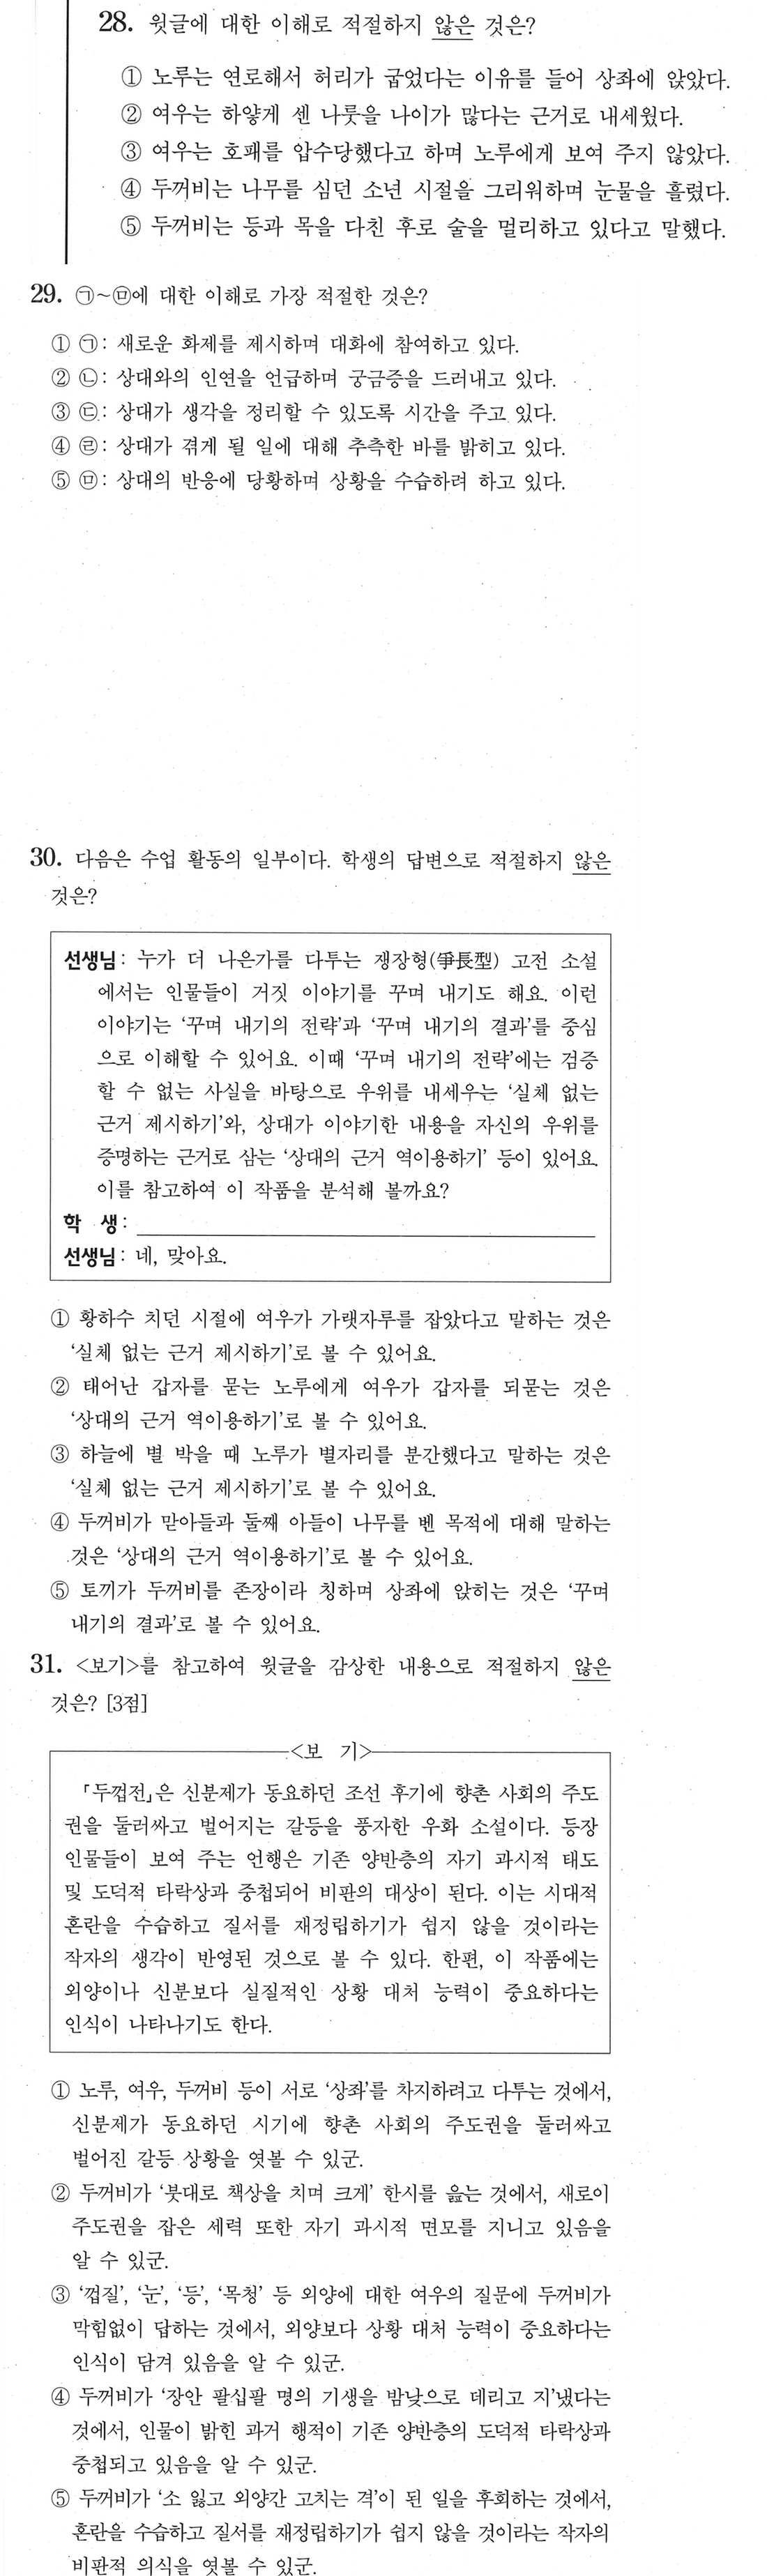 28. 윗글에 대한 이해로 적절하지 않은 것은?
① 노루는 연로해서 허리가 굽었다는 이유를 들어 상좌에 앉았다.
② 여우는 하얗게 센 나룻을 나이가 많다는 근거로 내세웠다.
③ 여우는 호패를 압수당했다고 하며 노루에게 보여 주지 않았다.
④ 두꺼비는 나무를 심던 소년 시절을 그리워하며 눈물을 흘렸다.
⑤ 두꺼비는 등과 목을 다친 후로 술을 멀리하고 있다고 말했다.
29. ㉠~㉤에 대한 이해로 가장 적절한 것은?
① ㉠: 새로운 화제를 제시하며 대화에 참여하고 있다.
② ㉡: 상대와의 인연을 언급하며 궁금증을 드러내고 있다.
③ ㉢: 상대가 생각을 정리할 수 있도록 시간을 주고 있다.
④ ㉣: 상대가 겪게 될 일에 대해 추측한 바를 밝히고 있다.
⑤ ㉤: 상대의 반응에 당황하며 상황을 수습하려 하고 있다.
30. 다음은 수업 활동의 일부이다. 학생의 답변으로 적절하지 않은
것은?
선생님: 누가 더 나은가를 다투는 쟁장형(爭長型) 고전 소설
에서는 인물들이 거짓 이야기를 꾸며 내기도 해요. 이런
이야기는 ‘꾸며 내기의 전략’과 ‘꾸며 내기의 결과’를 중심
으로 이해할 수 있어요. 이때 ‘꾸며 내기의 전략’에는 검증
할 수 없는 사실을 바탕으로 우위를 내세우는 ‘실체 없는
근거 제시하기’와, 상대가 이야기한 내용을 자신의 우위를
증명하는 근거로 삼는 ‘상대의 근거 역이용하기’ 등이 있어요.
이를 참고하여 이 작품을 분석해 볼까요?
학 생:
선생님: 네, 맞아요.
① 황하수 치던 시절에 여우가 가랫자루를 잡았다고 말하는 것은
‘실체 없는 근거 제시하기’로 볼 수 있어요.
② 태어난 갑자를 묻는 노루에게 여우가 갑자를 되묻는 것은
‘상대의 근거 역이용하기’로 볼 수 있어요.
③ 하늘에 별 박을 때 노루가 별자리를 분간했다고 말하는 것은
‘실체 없는 근거 제시하기’로 볼 수 있어요.
④ 두꺼비가 맏아들과 둘째 아들이 나무를 벤 목적에 대해 말하는
것은 ‘상대의 근거 역이용하기’로 볼 수 있어요.
⑤ 토끼가 두꺼비를 존장이라 칭하며 상좌에 앉히는 것은 ‘꾸며
내기의 결과’로 볼 수 있어요.
31. <보기>를 참고하여 윗글을 감상한 내용으로 적절하지 않은
것은? [3점]
<보 기>
「두껍전」은 신분제가 동요하던 조선 후기에 향촌 사회의 주도
권을 둘러싸고 벌어지는 갈등을 풍자한 우화 소설이다. 등장
인물들이 보여 주는 언행은 기존 양반층의 자기 과시적 태도
및 도덕적 타락상과 중첩되어 비판의 대상이 된다. 이는 시대적
혼란을 수습하고 질서를 재정립하기가 쉽지 않을 것이라는
작자의 생각이 반영된 것으로 볼 수 있다. 한편, 이 작품에는
외양이나 신분보다 실질적인 상황 대처 능력이 중요하다는
인식이 나타나기도 한다.
① 노루, 여우, 두꺼비 등이 서로 ‘상좌’를 차지하려고 다투는 것에서,
신분제가 동요하던 시기에 향촌 사회의 주도권을 둘러싸고
벌어진 갈등 상황을 엿볼 수 있군.
② 두꺼비가 ‘붓대로 책상을 치며 크게’ 한시를 읊는 것에서, 새로이
주도권을 잡은 세력 또한 자기 과시적 면모를 지니고 있음을
알 수 있군.
③ ‘껍질’, ‘눈’, ‘등’, ‘목청’ 등 외양에 대한 여우의 질문에 두꺼비가
막힘없이 답하는 것에서, 외양보다 상황 대처 능력이 중요하다는
인식이 담겨 있음을 알 수 있군.
④ 두꺼비가 ‘장안 팔십팔 명의 기생을 밤낮으로 데리고 지’냈다는
것에서, 인물이 밝힌 과거 행적이 기존 양반층의 도덕적 타락상과
중첩되고 있음을 알 수 있군.
⑤ 두꺼비가 ‘소 잃고 외양간 고치는 격’이 된 일을 후회하는 것에서,
혼란을 수습하고 질서를 재정립하기가 쉽지 않을 것이라는 작자의
비판적 의식을 엿볼 수 있군.